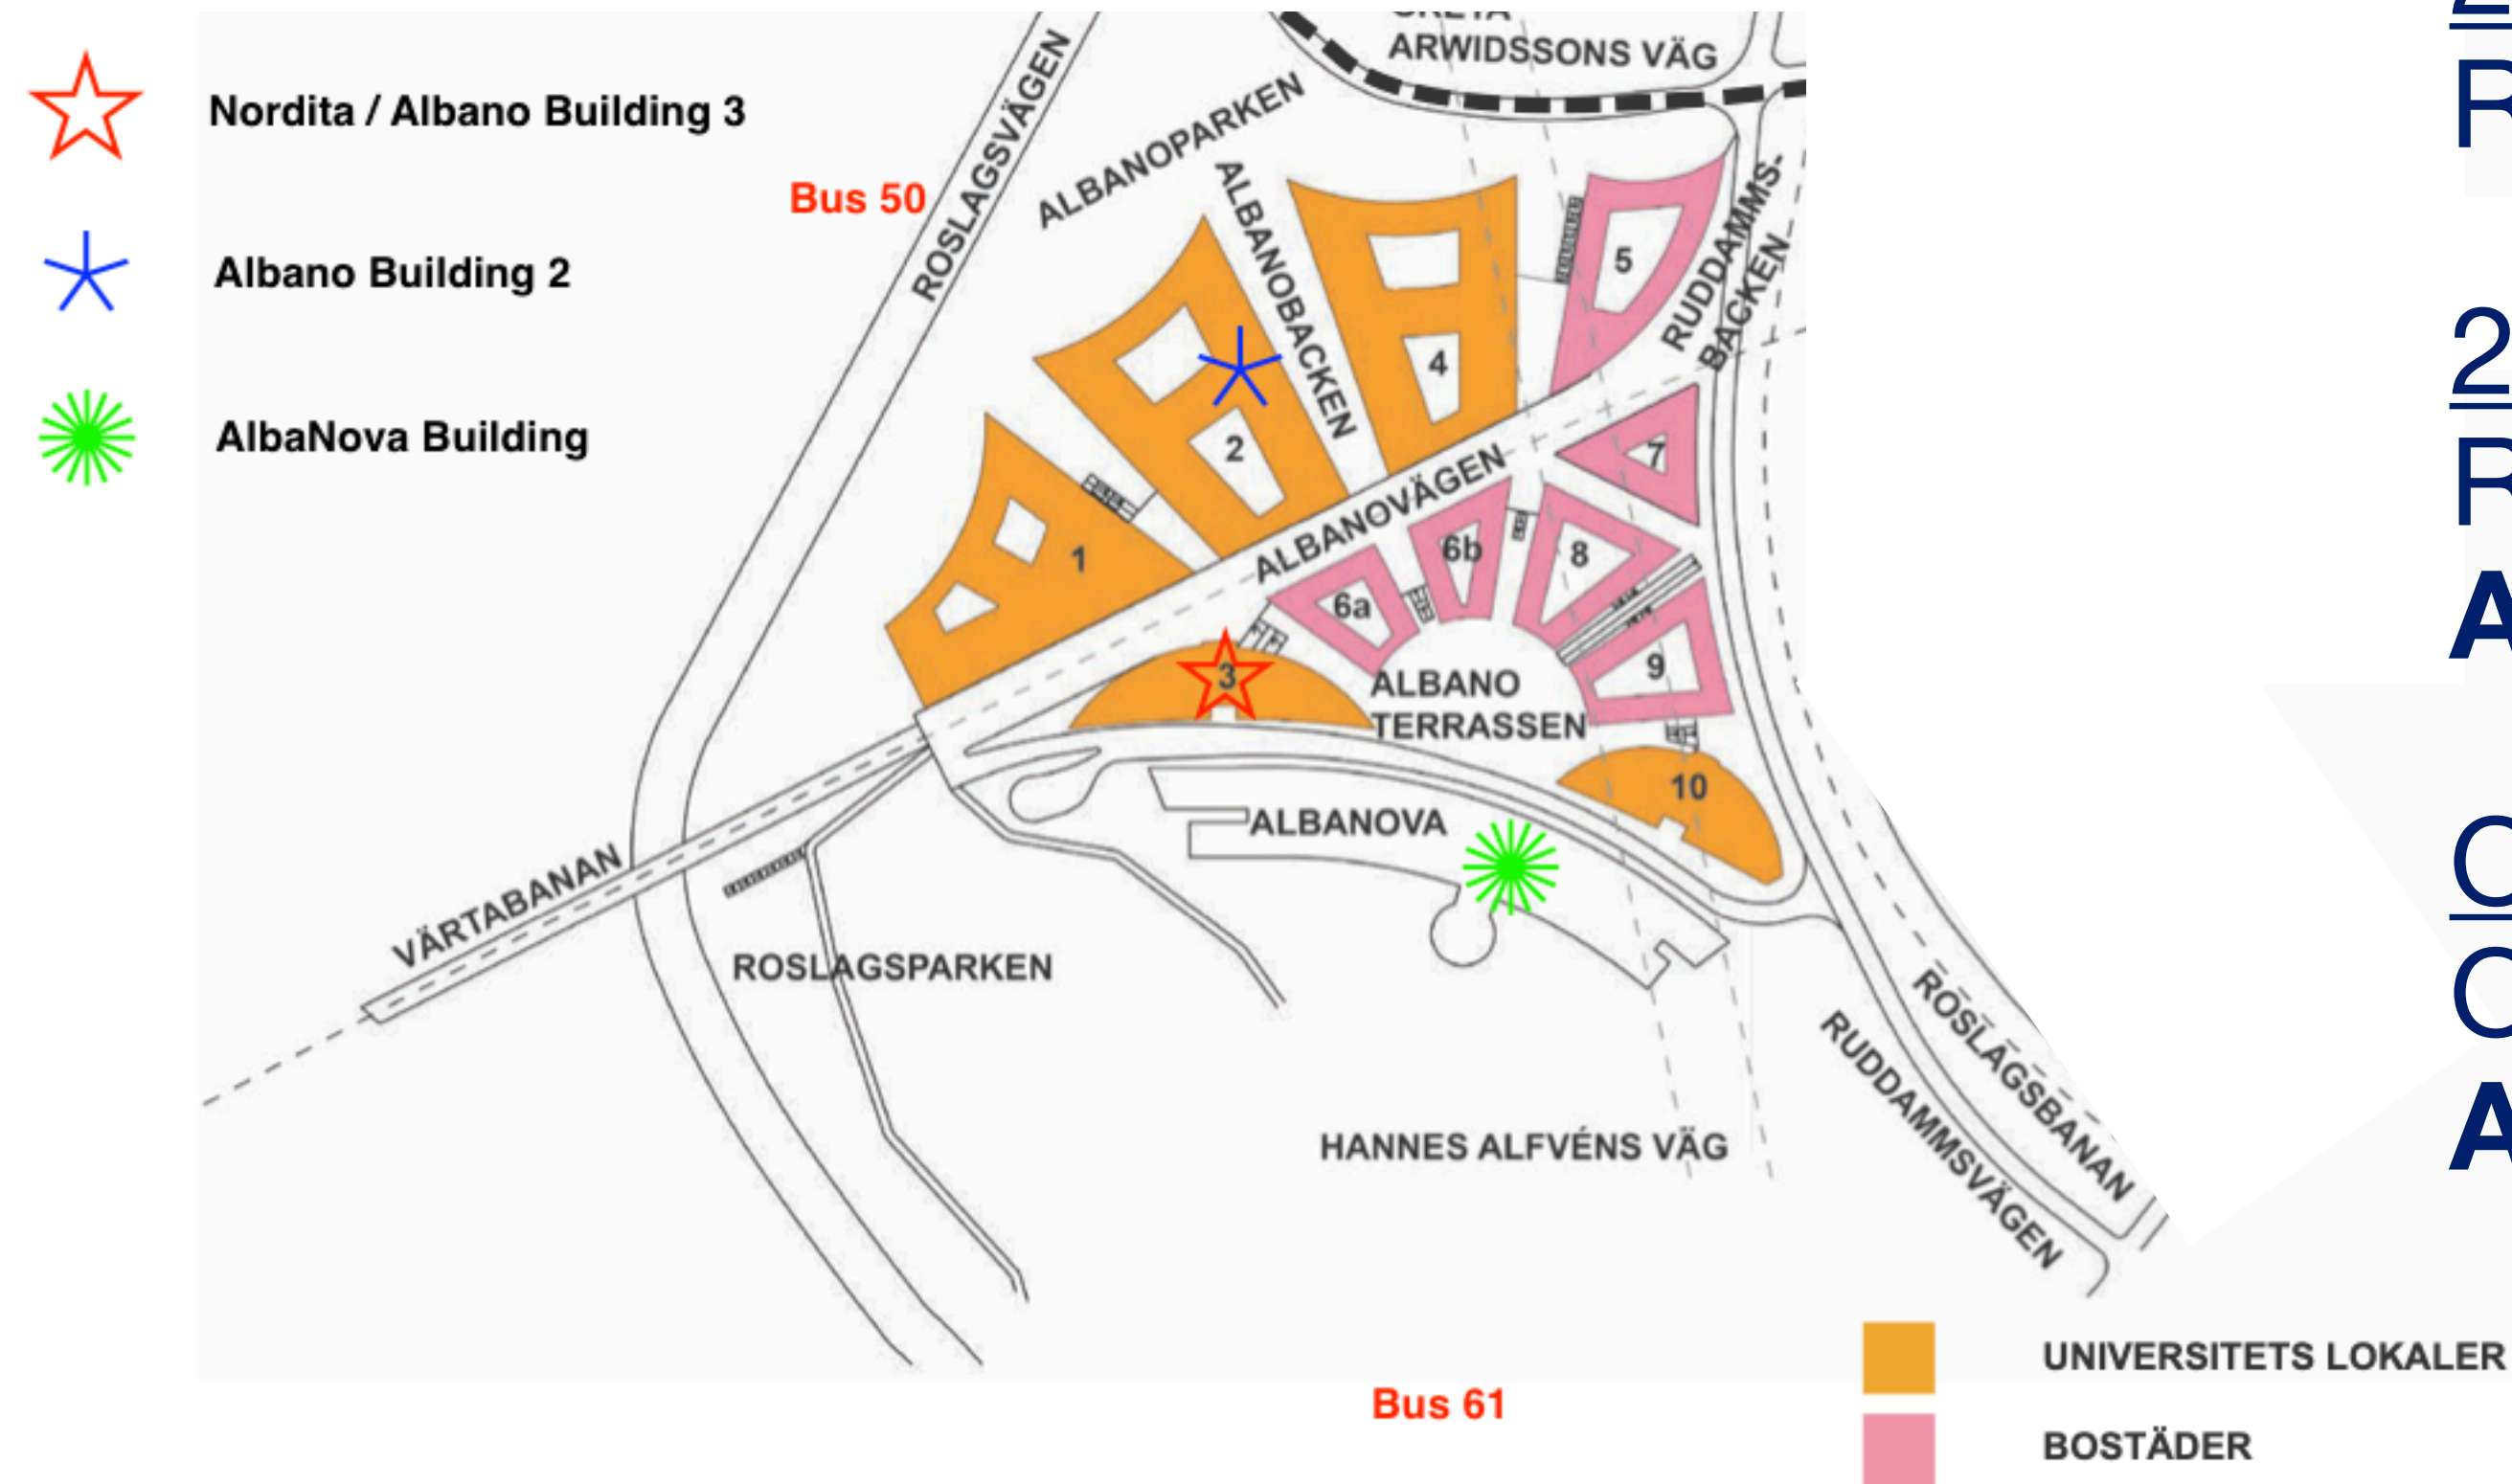 Nordita / Albano Building 3
Albano Building 2
AlbaNova Building
Bus 50
ROSLAGSVÄGEN
ALBANOPARKEN
ARWIDSSONS VÄG
ALBANOBACKEN
RUDDAMMS-
BACKEN
5
4
2
1
7
ALBANOVÄGEN
6b
8
6a
3
9
ALBANO
TERRASSEN
10
ALBANOVA
VÄRTABANAN
ROSLAGSPARKEN
HANNES ALFVÉNS VÄG
ROSLAGSBANAN
RUDDAMMSVÄGEN
Bus 61
UNIVERSITETS LOKALER
BOSTÄDER
R
2
R
A
A